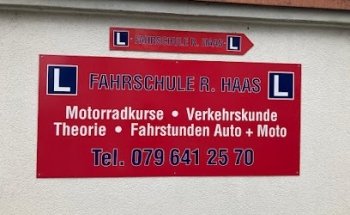 L FAHRSCHULE R. HAAS L
L FAHRSCHULE R. HAAS L
Motorradkurse • Verkehrskunde
Theorie • Fahrstunden Auto + Moto
Tel. 079 641 25 70